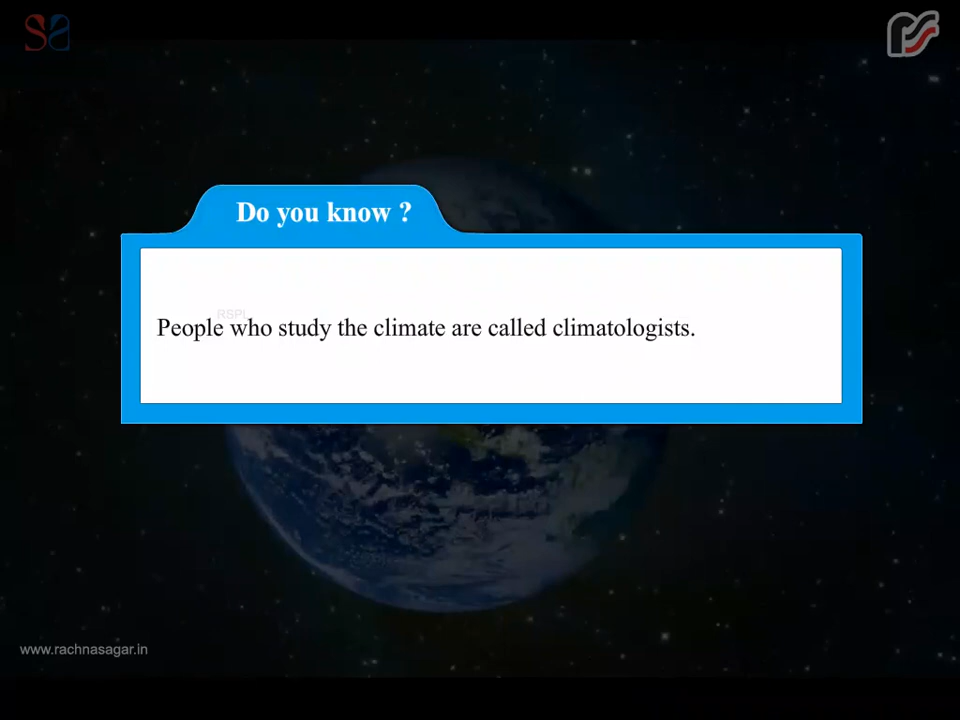 Do you know ?
RSPL
People who study the climate are called climatologists.
www.rachnasagar.in